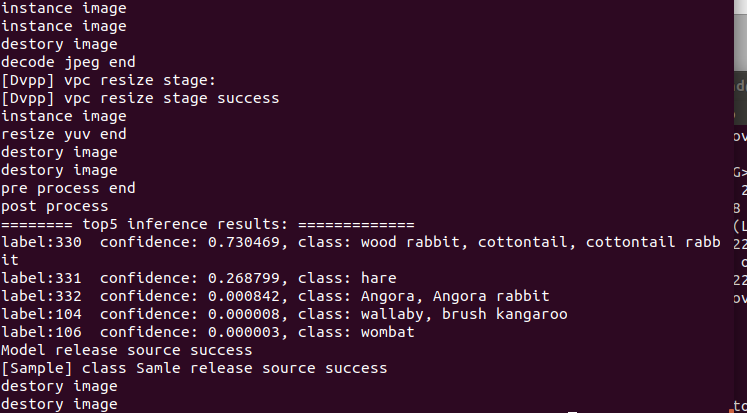 instance image
instance image
destory image
decode jpeg end
[Dvpp] vpc resize stage:
[Dvpp] vpc resize stage success
instance image
resize yuv end
destory image
destory image
pre process end
post process
======== top5 inference results: =============
label:330  confidence: 0.730469, class: wood rabbit, cottontail, cottontail rabb
it
label:331  confidence: 0.268799, class: hare
label:332  confidence: 0.000842, class: Angora, Angora rabbit
label:104  confidence: 0.000008, class: wallaby, brush kangaroo
label:106  confidence: 0.000003, class: wombat
Model release source success
[Sample] class Samle release source success
destory image
destory image